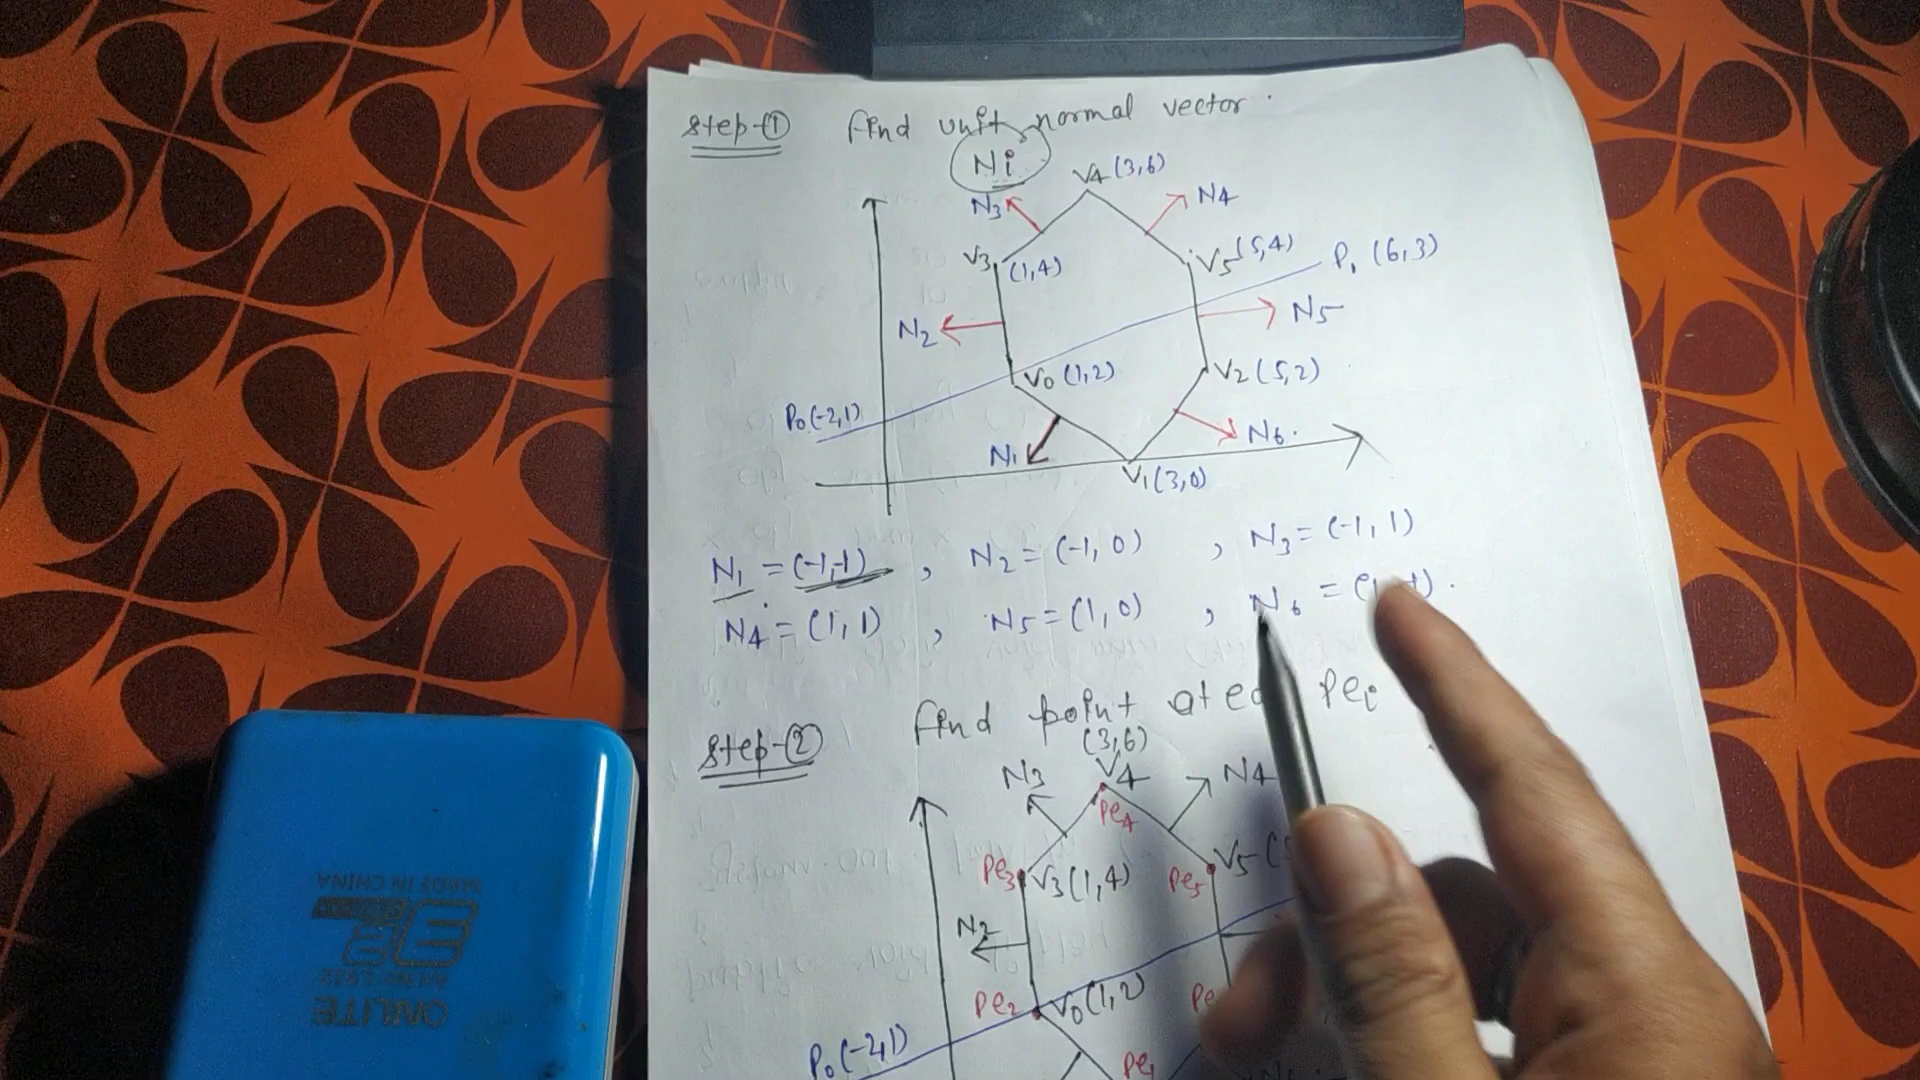 Step-① Find unit normal vector.
Ni
V4 (3,6)
N3 N4
V3 (1,4) V5 (5,4) P1 (6,3)
N2 N5
V0 (1,2) V2 (5,2)
P0 (-2,1)
N1 N6.
V1 (3,0)
N1 = (-1,-1) , N2 = (-1, 0) , N3 = (-1, 1)
N4 = (1, 1) , N5 = (1, 0) , N6 =
Step-② Find point at Pei
(3,6)
N3 V4 N4
Pe4
Pe3 V3 (1,4) Pe5 V5
N2
Pe2 V0 (1,2)
P0 (-2,1) Pe1
MADE IN CHINA
ONLITE